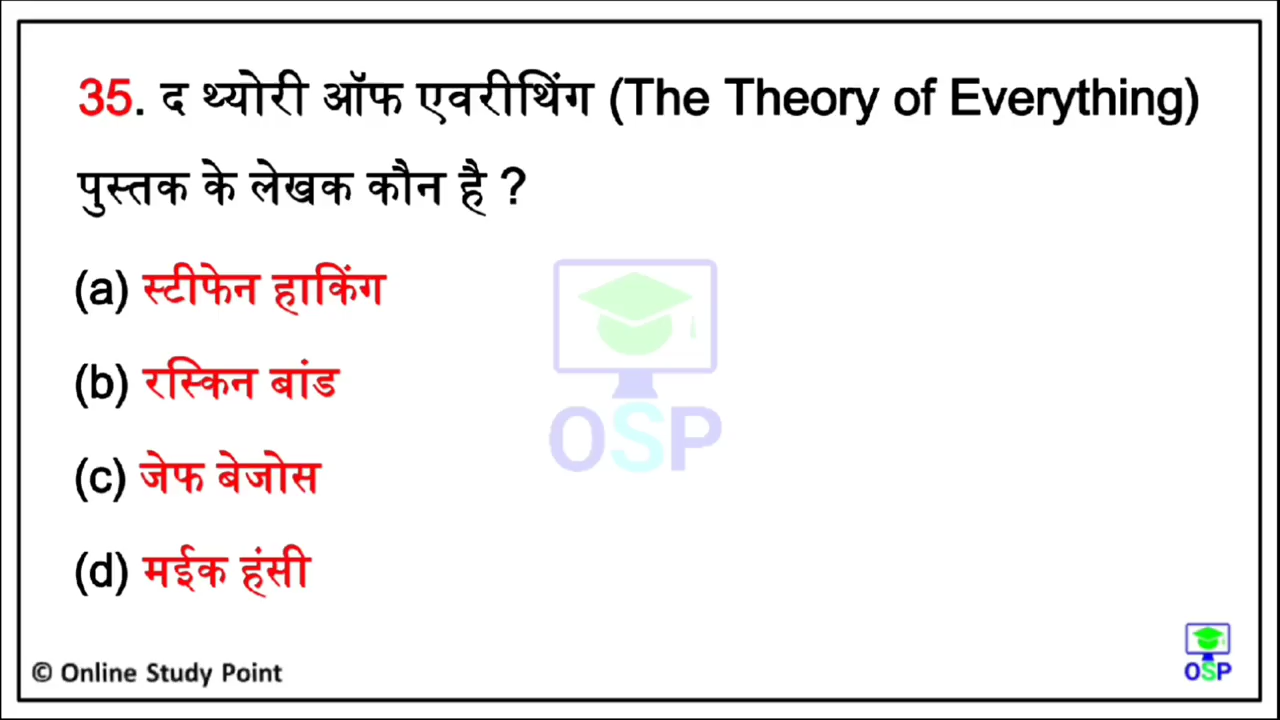 35. द थ्योरी ऑफ एवरीथिंग (The Theory of Everything)
पुस्तक के लेखक कौन है ?
(a) स्टीफेन हाकिंग
(b) रस्किन बांड
(c) जेफ बेजोस
(d) मईक हंसी
OSP
© Online Study Point
OSP